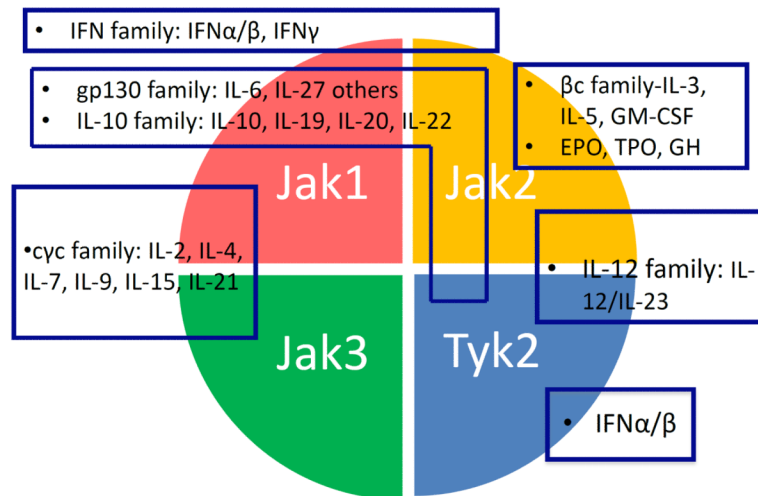 • IFN family: IFNα/β, IFNγ
• gp130 family: IL-6, IL-27 others
• IL-10 family: IL-10, IL-19, IL-20, IL-22
• βc family-IL-3,
IL-5, GM-CSF
• EPO, TPO, GH
Jak1
Jak2
•cγc family: IL-2, IL-4,
IL-7, IL-9, IL-15, IL-21
• IL-12 family: IL-
12/IL-23
Jak3
Tyk2
• IFNα/β